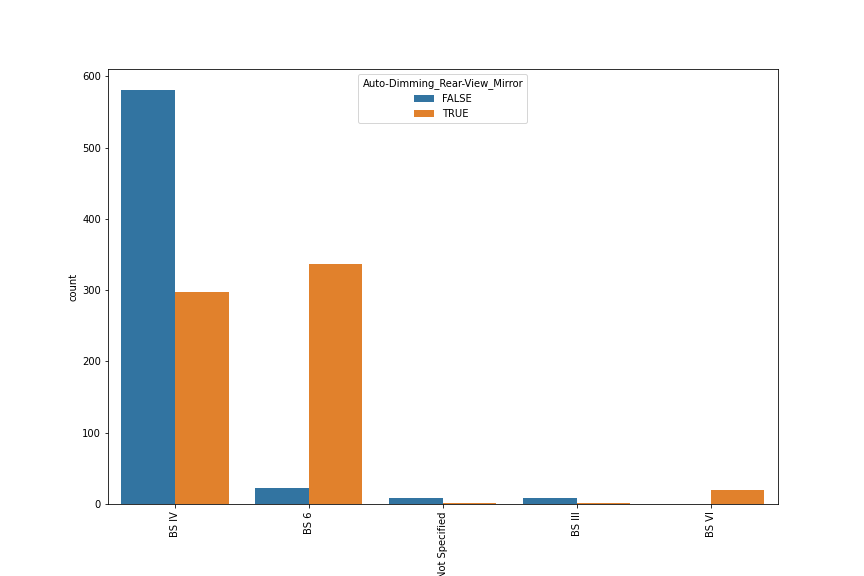 Auto-Dimming_Rear-View_Mirror
FALSE
TRUE
600
500
400
300
200
100
0
count
BS IV
BS 6
Not Specified
BS III
BS VI